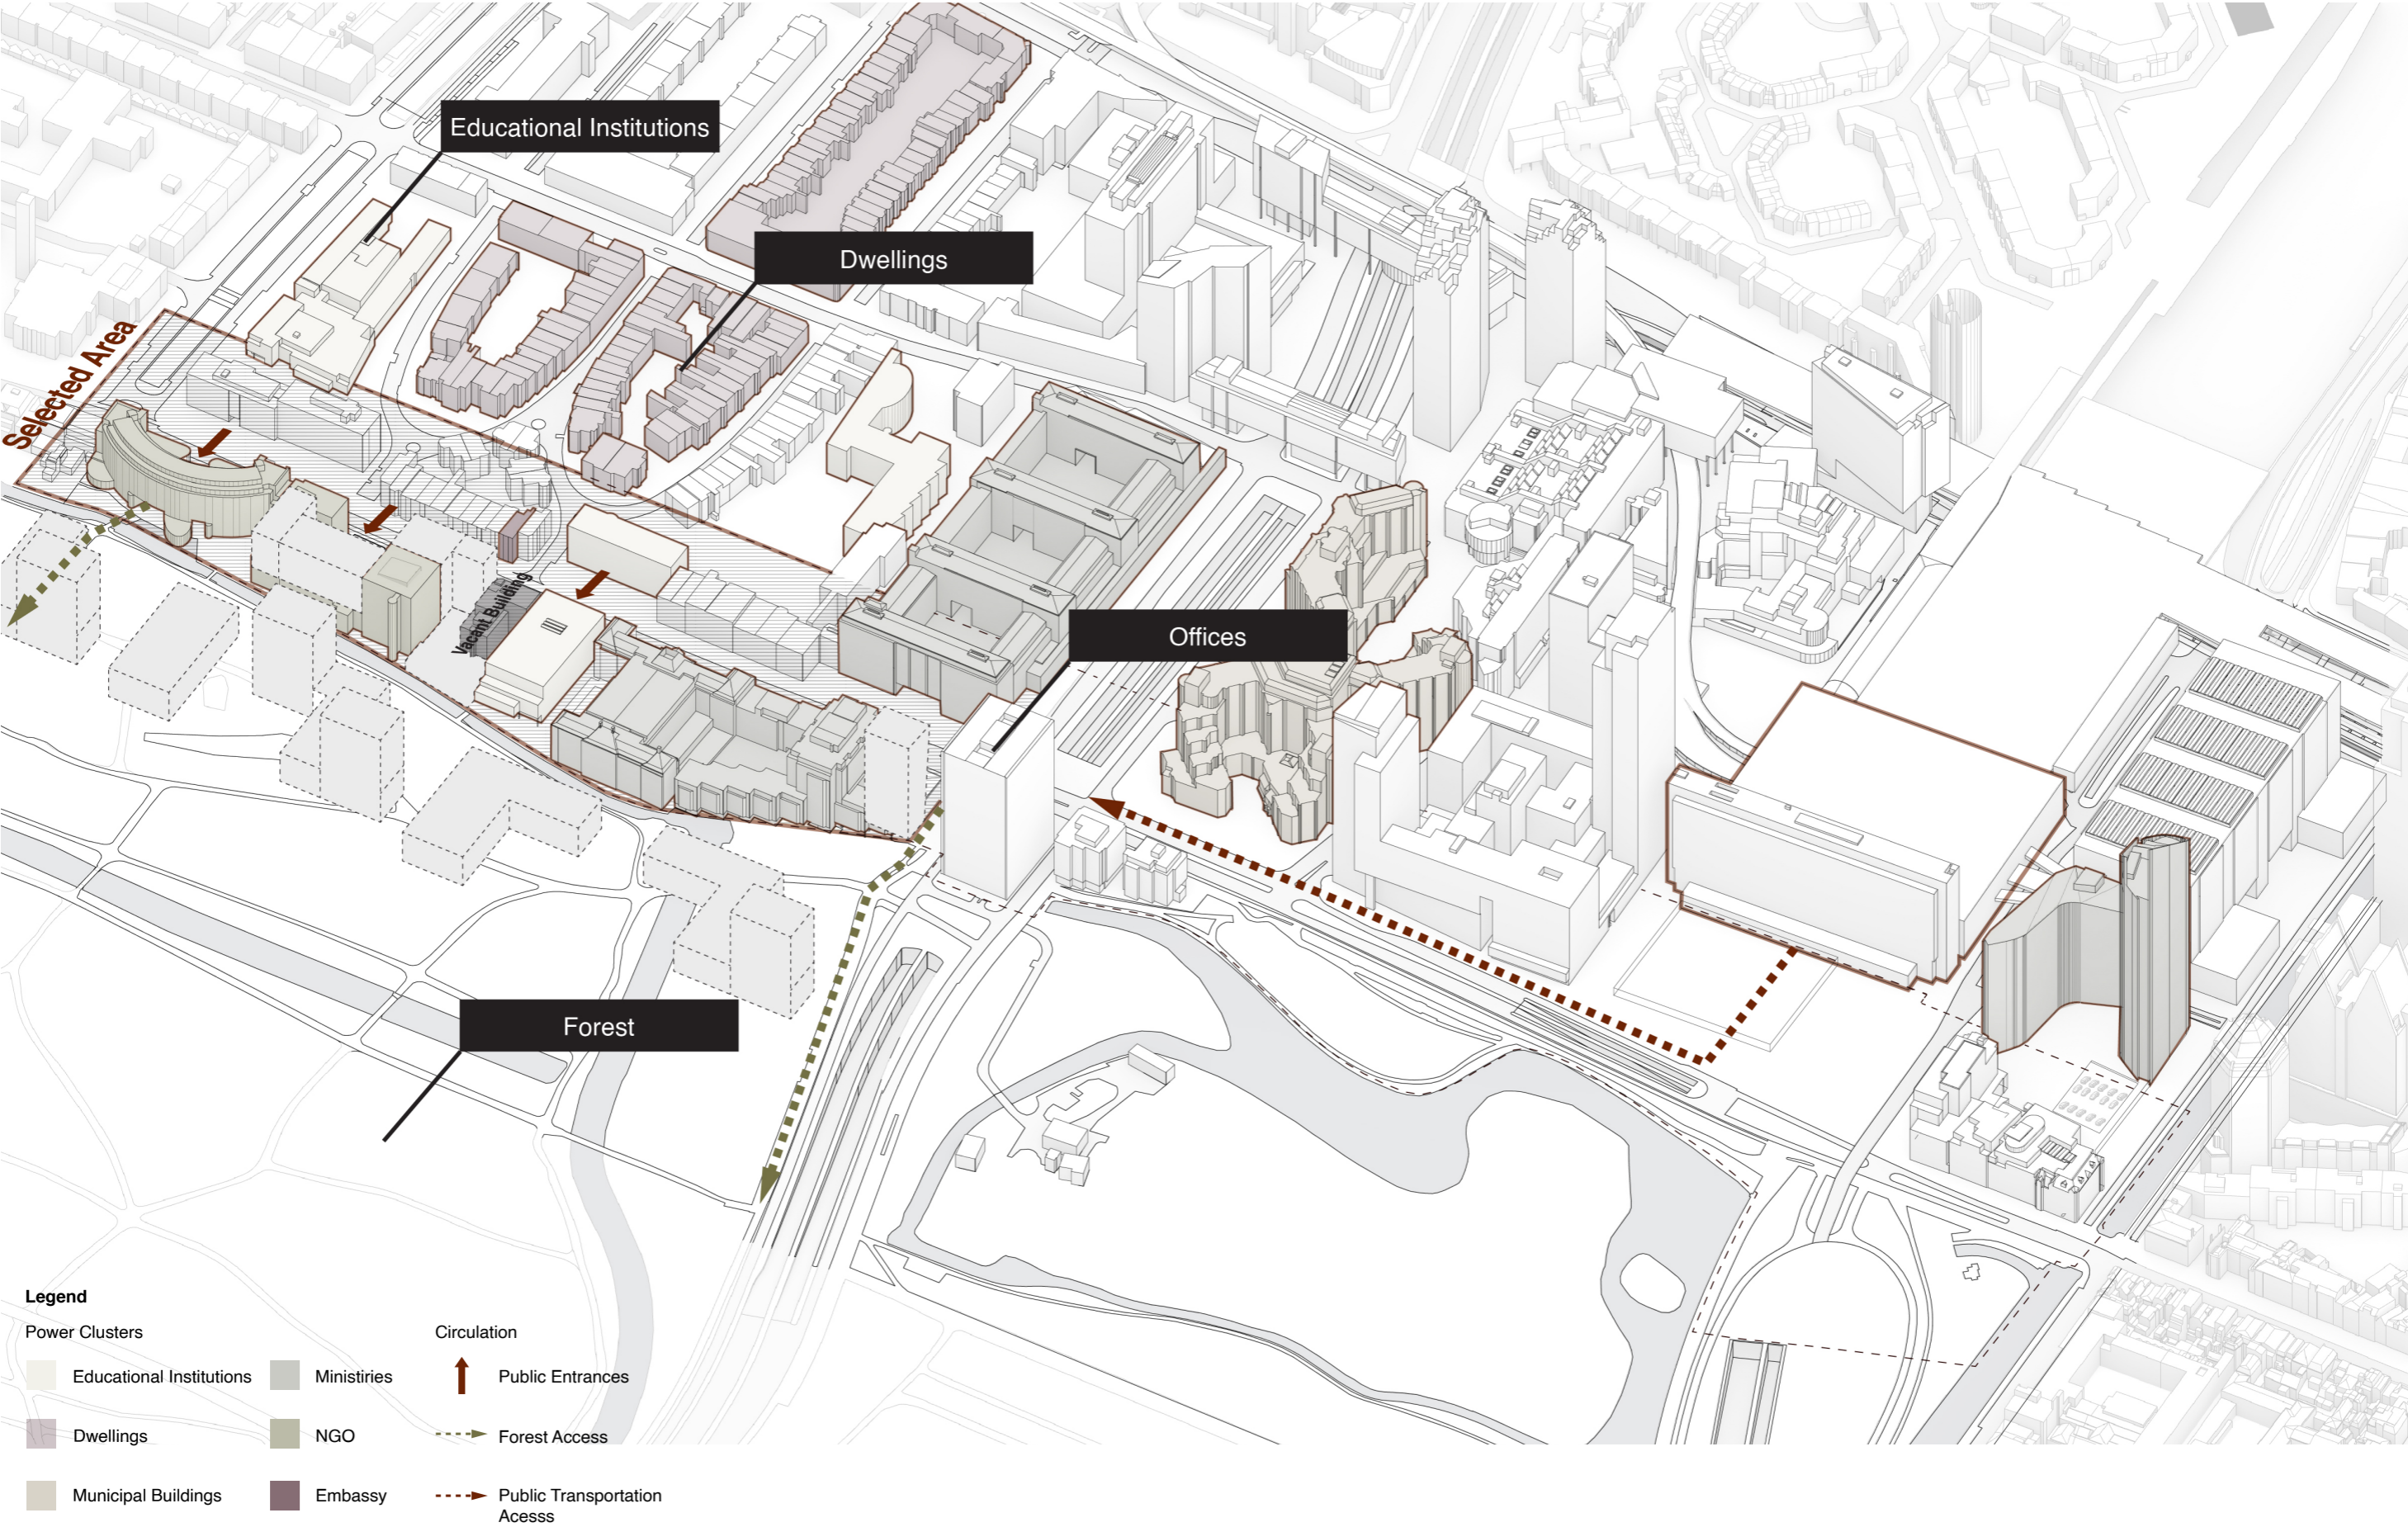 Educational Institutions
Dwellings
Selected Area
Vacant Building
Offices
Forest
Legend
Power Clusters
Circulation
Educational Institutions
Ministiries
Public Entrances
Dwellings
NGO
Forest Access
Municipal Buildings
Embassy
Public Transportation
Acesss